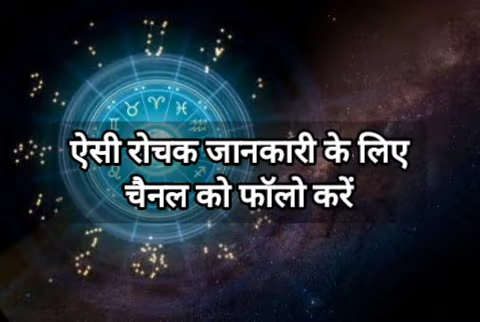 ऐसी रोचक जानकारी के लिए
चैनल को फॉलो करें